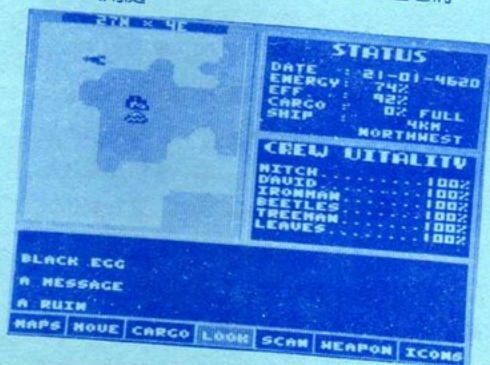 27N × 4E
STATUS
DATE : 21-01-4620
ENERGY : 74%
EFF : 92%
CARGO : 0% FULL
SHIP : 4KM
NORTHWEST
CREW VITALITY
MITCH..........100%
DAVID..........100%
IRONMAN........100%
BEETLES........100%
TREEMAN........100%
LEAVES.........100%
BLACK EGG
A MESSAGE
A RUIN
MAPS MOVE CARGO LOOK SCAN WEAPON ICONS